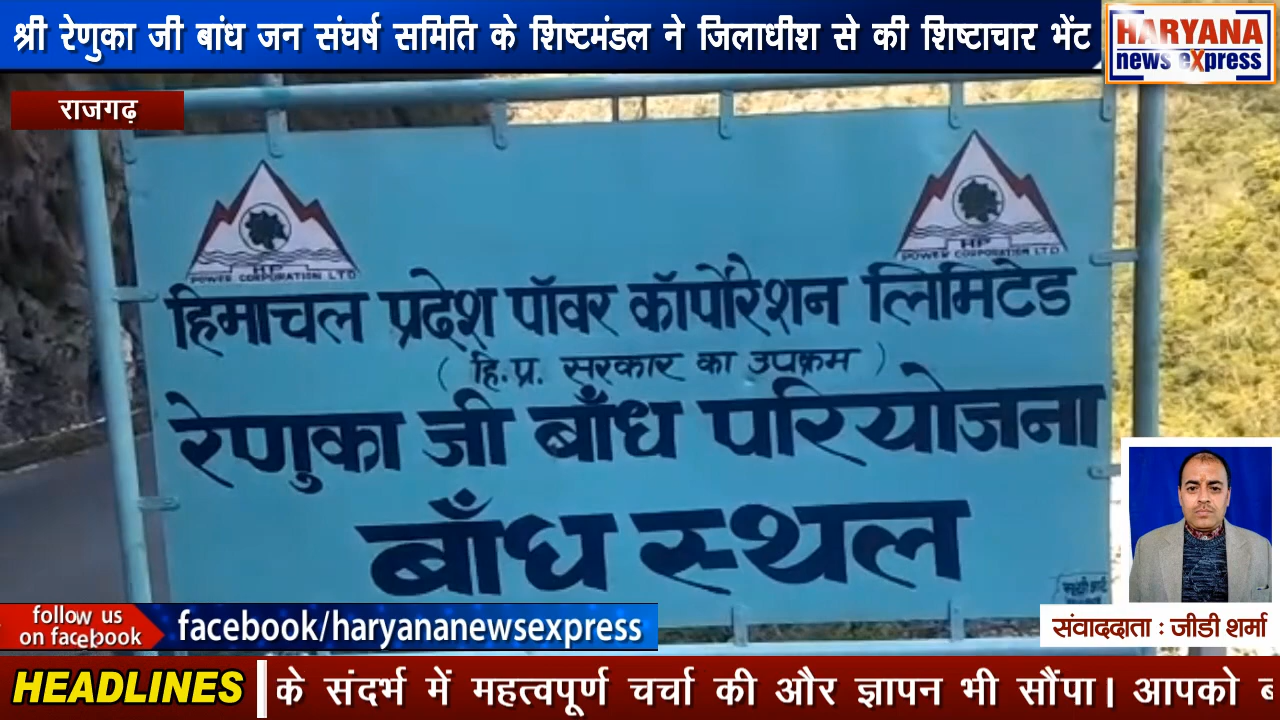 श्री रेणुका जी बांध जन संघर्ष समिति के शिष्टमंडल ने जिलाधीश से की शिष्टाचार भेंट
HARYANA
news eXpress
राजगढ़
HP
POWER CORPORATION LTD
HP
POWER CORPORATION LTD
हिमाचल प्रदेश पॉवर कॉर्पोरेशन लिमिटेड
( हि.प्र. सरकार का उपक्रम )
रेणुका जी बाँध परियोजना
बाँध स्थल
follow us
on facebook
facebook/haryananewsexpress
संवाददाता : जीडी शर्मा
HEADLINES
के संदर्भ में महत्वपूर्ण चर्चा की और ज्ञापन भी सौंपा। आपको